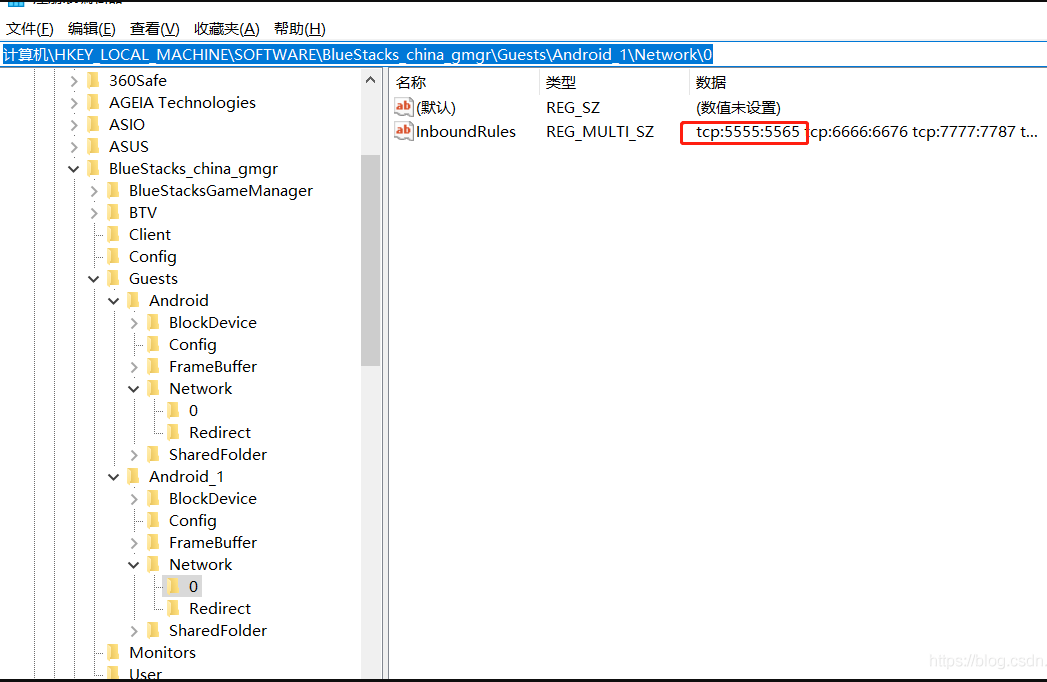 文件(F) 编辑(E) 查看(V) 收藏夹(A) 帮助(H)
计算机\HKEY_LOCAL_MACHINE\SOFTWARE\BlueStacks_china_gmgr\Guests\Android_1\Network\0
360Safe
AGEIA Technologies
ASIO
ASUS
BlueStacks_china_gmgr
BlueStacksGameManager
BTV
Client
Config
Guests
Android
BlockDevice
Config
FrameBuffer
Network
0
Redirect
SharedFolder
Android_1
BlockDevice
Config
FrameBuffer
Network
0
Redirect
SharedFolder
Monitors
User
名称 类型 数据
(默认) REG_SZ (数值未设置)
InboundRules REG_MULTI_SZ tcp:5555:5565 tcp:6666:6676 tcp:7777:7787 t...
https://blog.csdn.